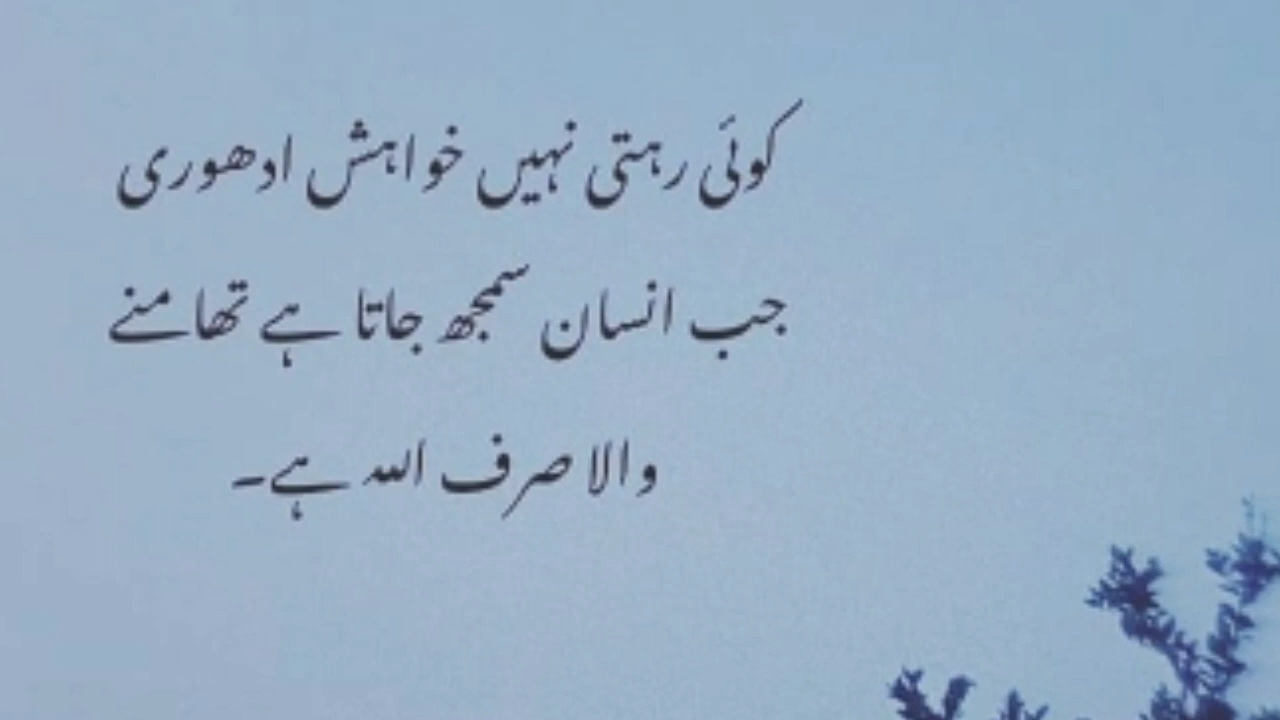 کوئی رہتی نہیں خواہش ادھوری
جب انسان سمجھ جاتا ہے تھامنے
والا صرف اللہ ہے۔